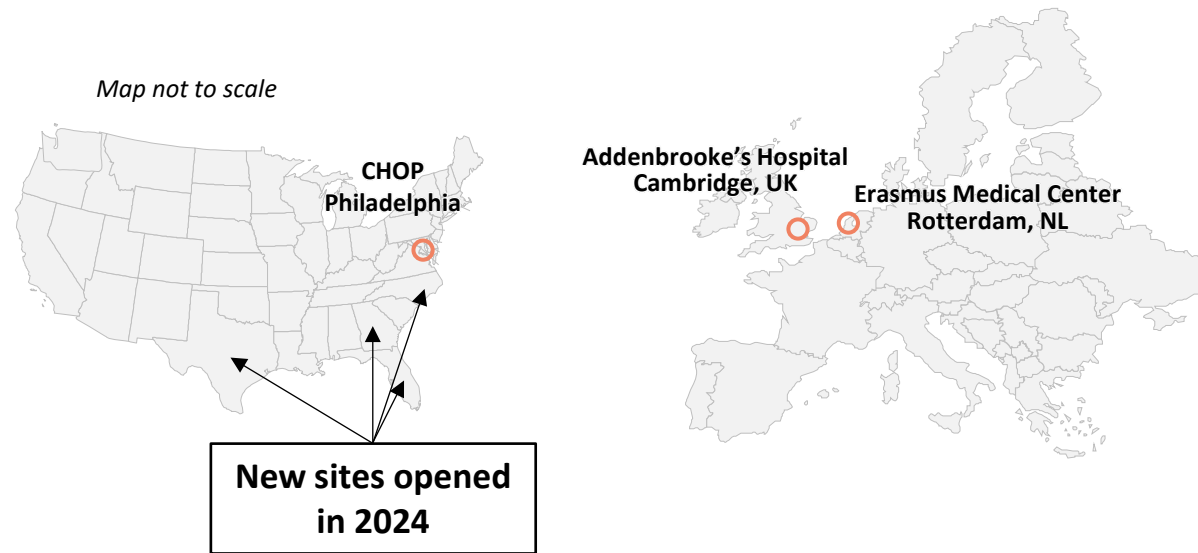 Map not to scale
CHOP
Philadelphia
Addenbrooke’s Hospital
Cambridge, UK
Erasmus Medical Center
Rotterdam, NL
New sites opened
in 2024